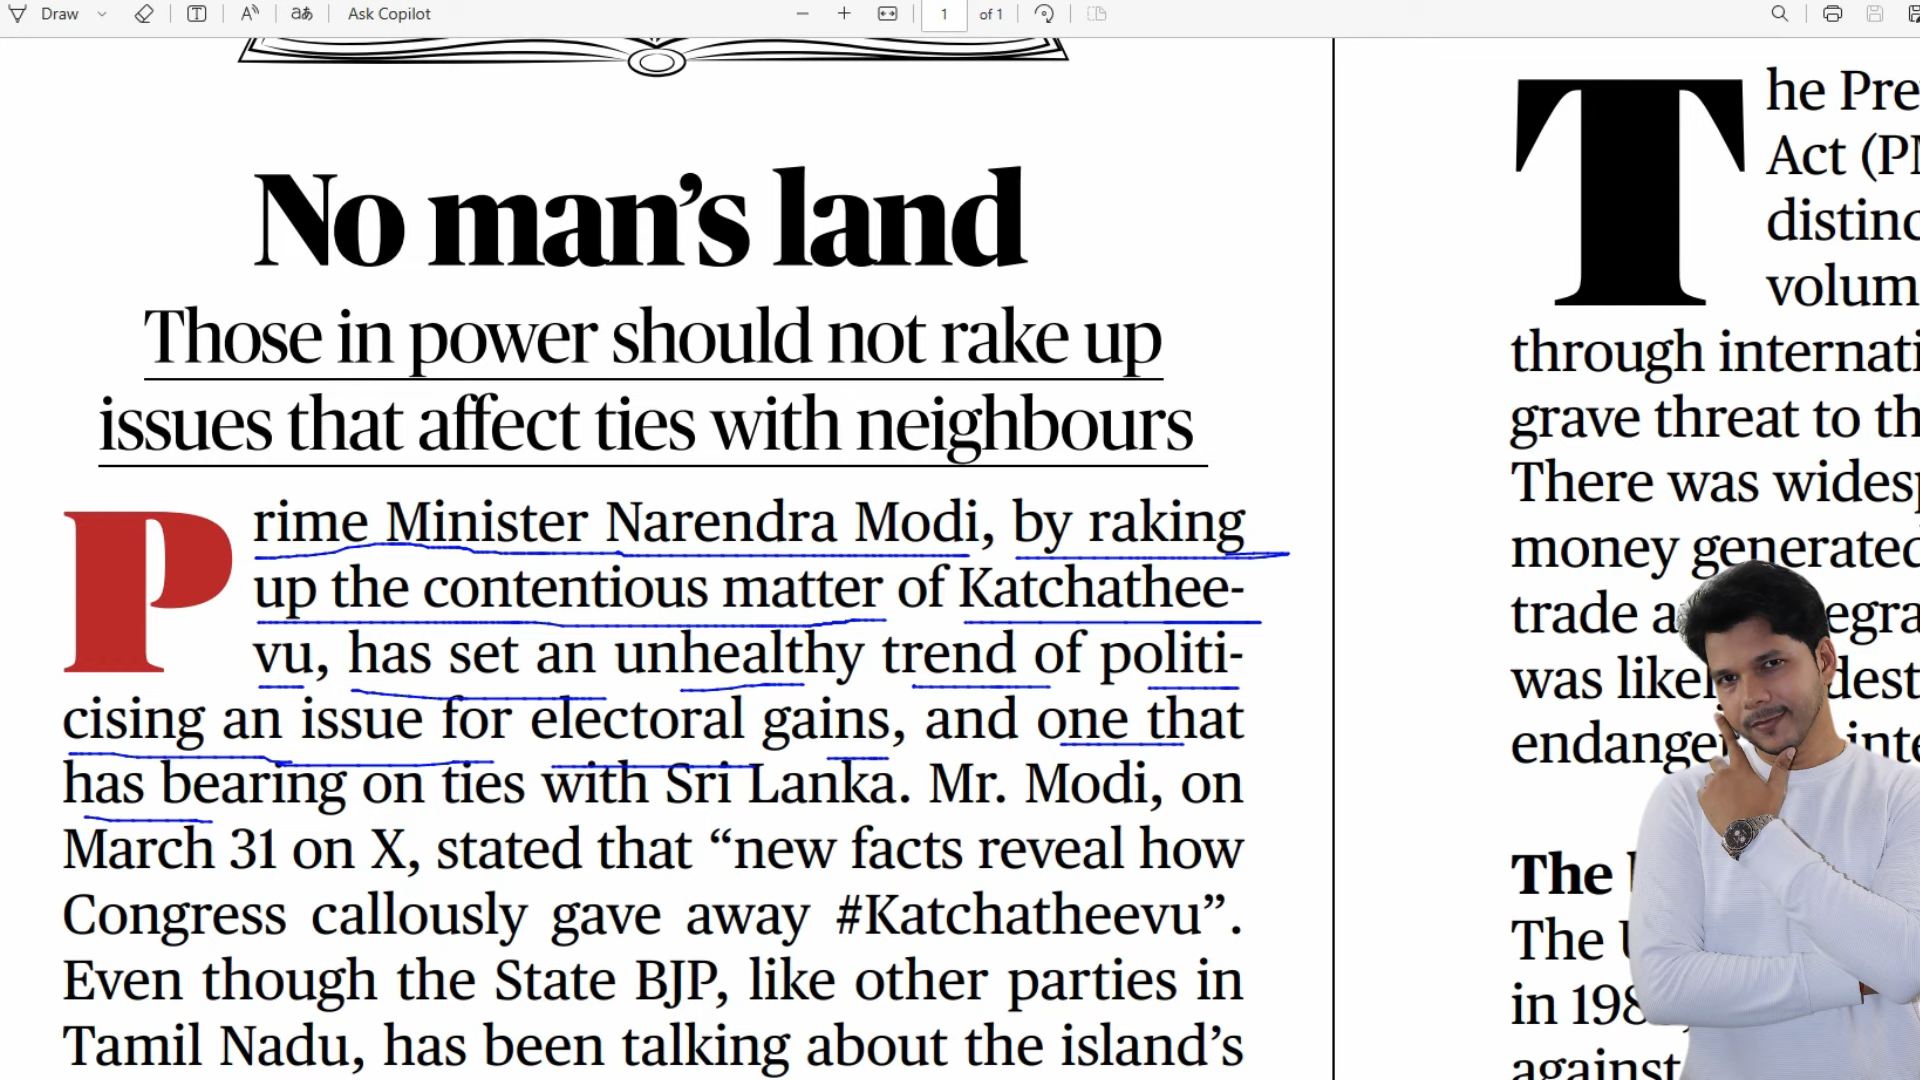 Draw
Ask Copilot
1 of 1
No man’s land
Those in power should not rake up
issues that affect ties with neighbours
Prime Minister Narendra Modi, by raking
up the contentious matter of Katchathee-
vu, has set an unhealthy trend of politi-
cising an issue for electoral gains, and one that
has bearing on ties with Sri Lanka. Mr. Modi, on
March 31 on X, stated that “new facts reveal how
Congress callously gave away #Katchatheevu”.
Even though the State BJP, like other parties in
Tamil Nadu, has been talking about the island’s
The Pre
Act (PM
distinc
volum
through internati
grave threat to th
There was widesp
money generated
trade a egra
was likel dest
endange inte
The
The U
in 198
against